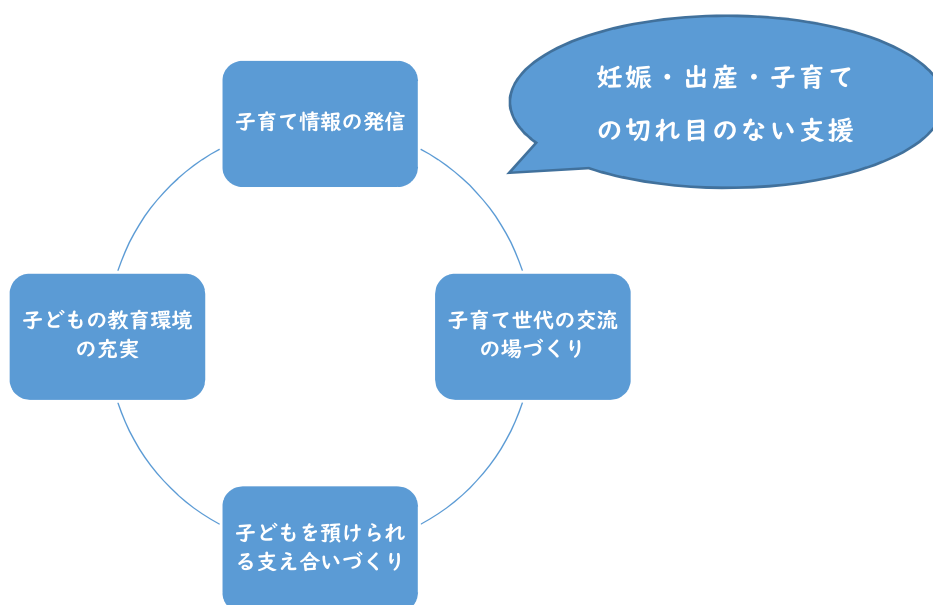 子育て情報の発信
妊娠・出産・子育て
の切れ目のない支援
子どもの教育環境
の充実
子育て世代の交流
の場づくり
子どもを預けられ
る支え合いづくり